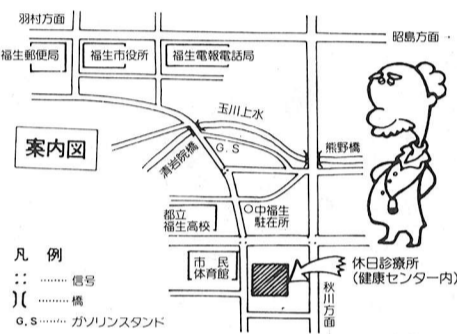 羽村方面
昭島方面→
福生郵便局
福生市役所
福生電報電話局
玉川上水
案内図
清岩院橋
G.S
熊野橋
都立
福生高校
中福生
駐在所
凡例
信号
橋
G.S ガソリンスタンド
市民
体育館
休日診療所
(健康センター内)
秋川方面